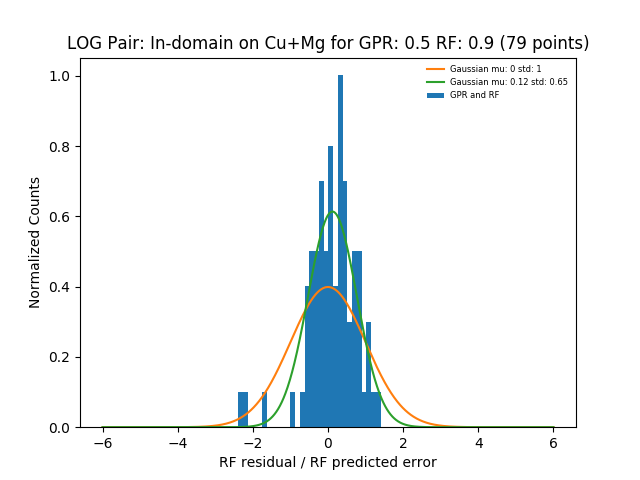 LOG Pair: In-domain on Cu+Mg for GPR: 0.5 RF: 0.9 (79 points)
Gaussian mu: 0 std: 1
Gaussian mu: 0.12 std: 0.65
GPR and RF
1.0
0.8
0.6
0.4
0.2
0.0
Normalized Counts
−6
−4
−2
0
2
4
6
RF residual / RF predicted error